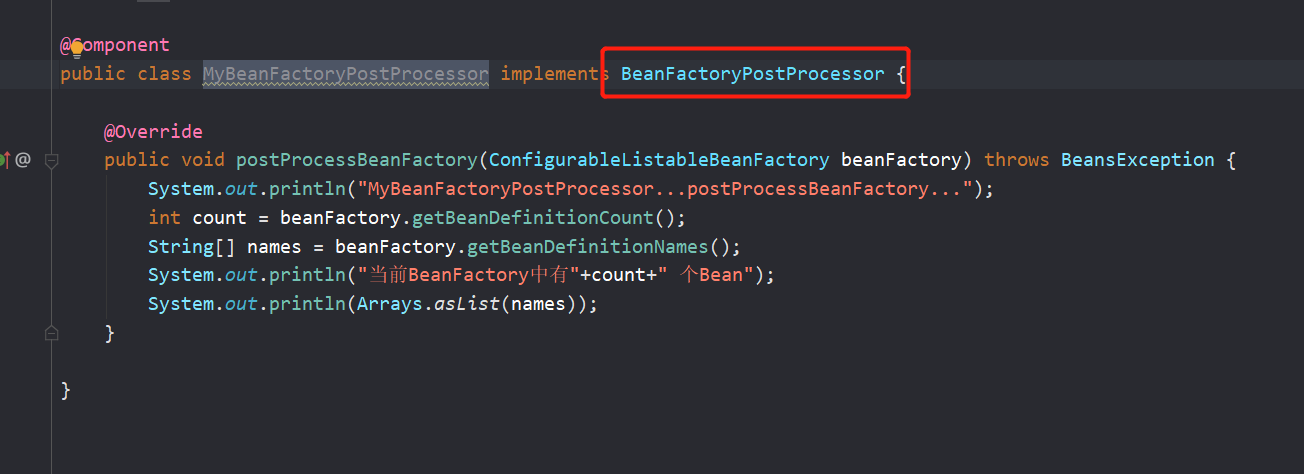 @Component
public class MyBeanFactoryPostProcessor implements BeanFactoryPostProcessor {
@Override
@ public void postProcessBeanFactory(ConfigurableListableBeanFactory beanFactory) throws BeansException {
System.out.println("MyBeanFactoryPostProcessor...postProcessBeanFactory...");
int count = beanFactory.getBeanDefinitionCount();
String[] names = beanFactory.getBeanDefinitionNames();
System.out.println("当前BeanFactory中有"+count+" 个Bean");
System.out.println(Arrays.asList(names));
}
}